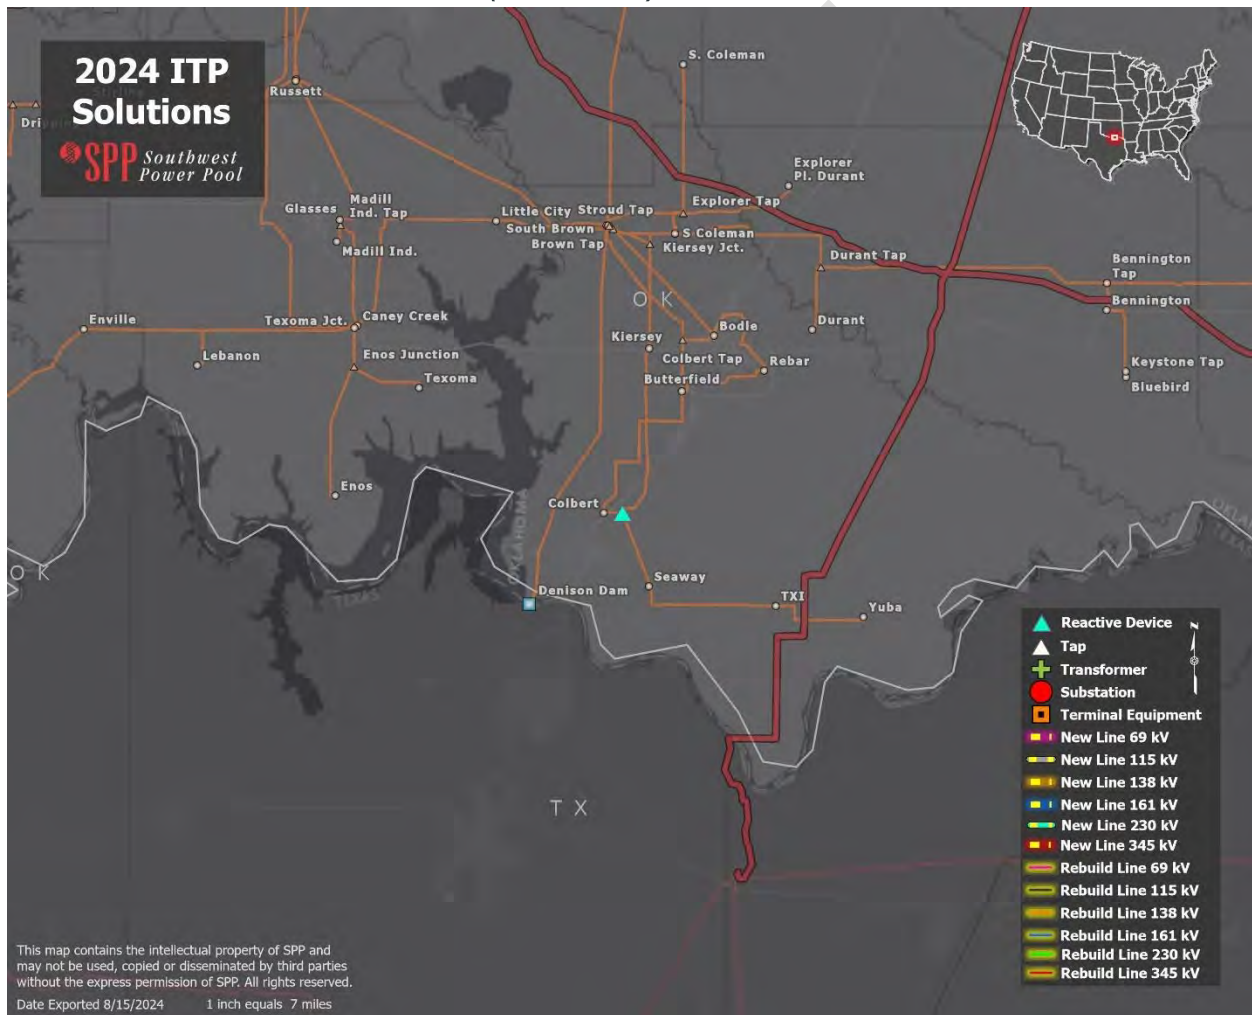 2024 ITP
Solutions
SPP Southwest
Power Pool
Russett
S. Coleman
Explorer
Pl. Durant
Glasses
Madill
Ind. Tap
Madill Ind.
Little City
Stroud Tap
Explorer Tap
South Brown
Brown Tap
S Coleman
Kiersey Jct.
Durant Tap
Bennington
Tap
Bennington
O K
Enville
Texoma Jct.
Caney Creek
Lebanon
Enos Junction
Texoma
Kiersey
Bodle
Durant
Colbert Tap
Rebar
Butterfield
Keystone Tap
Bluebird
Enos
Colbert
OKLAHOMA
TEXAS
O K
Denison Dam
Seaway
TXI
Yuba
TEXAS
T X
Reactive Device
Tap
Transformer
Substation
Terminal Equipment
New Line 69 kV
New Line 115 kV
New Line 138 kV
New Line 161 kV
New Line 230 kV
New Line 345 kV
Rebuild Line 69 kV
Rebuild Line 115 kV
Rebuild Line 138 kV
Rebuild Line 161 kV
Rebuild Line 230 kV
Rebuild Line 345 kV
N
This map contains the intellectual property of SPP and
may not be used, copied or disseminated by third parties
without the express permission of SPP. All rights reserved.
Date Exported 8/15/2024 1 inch equals 7 miles